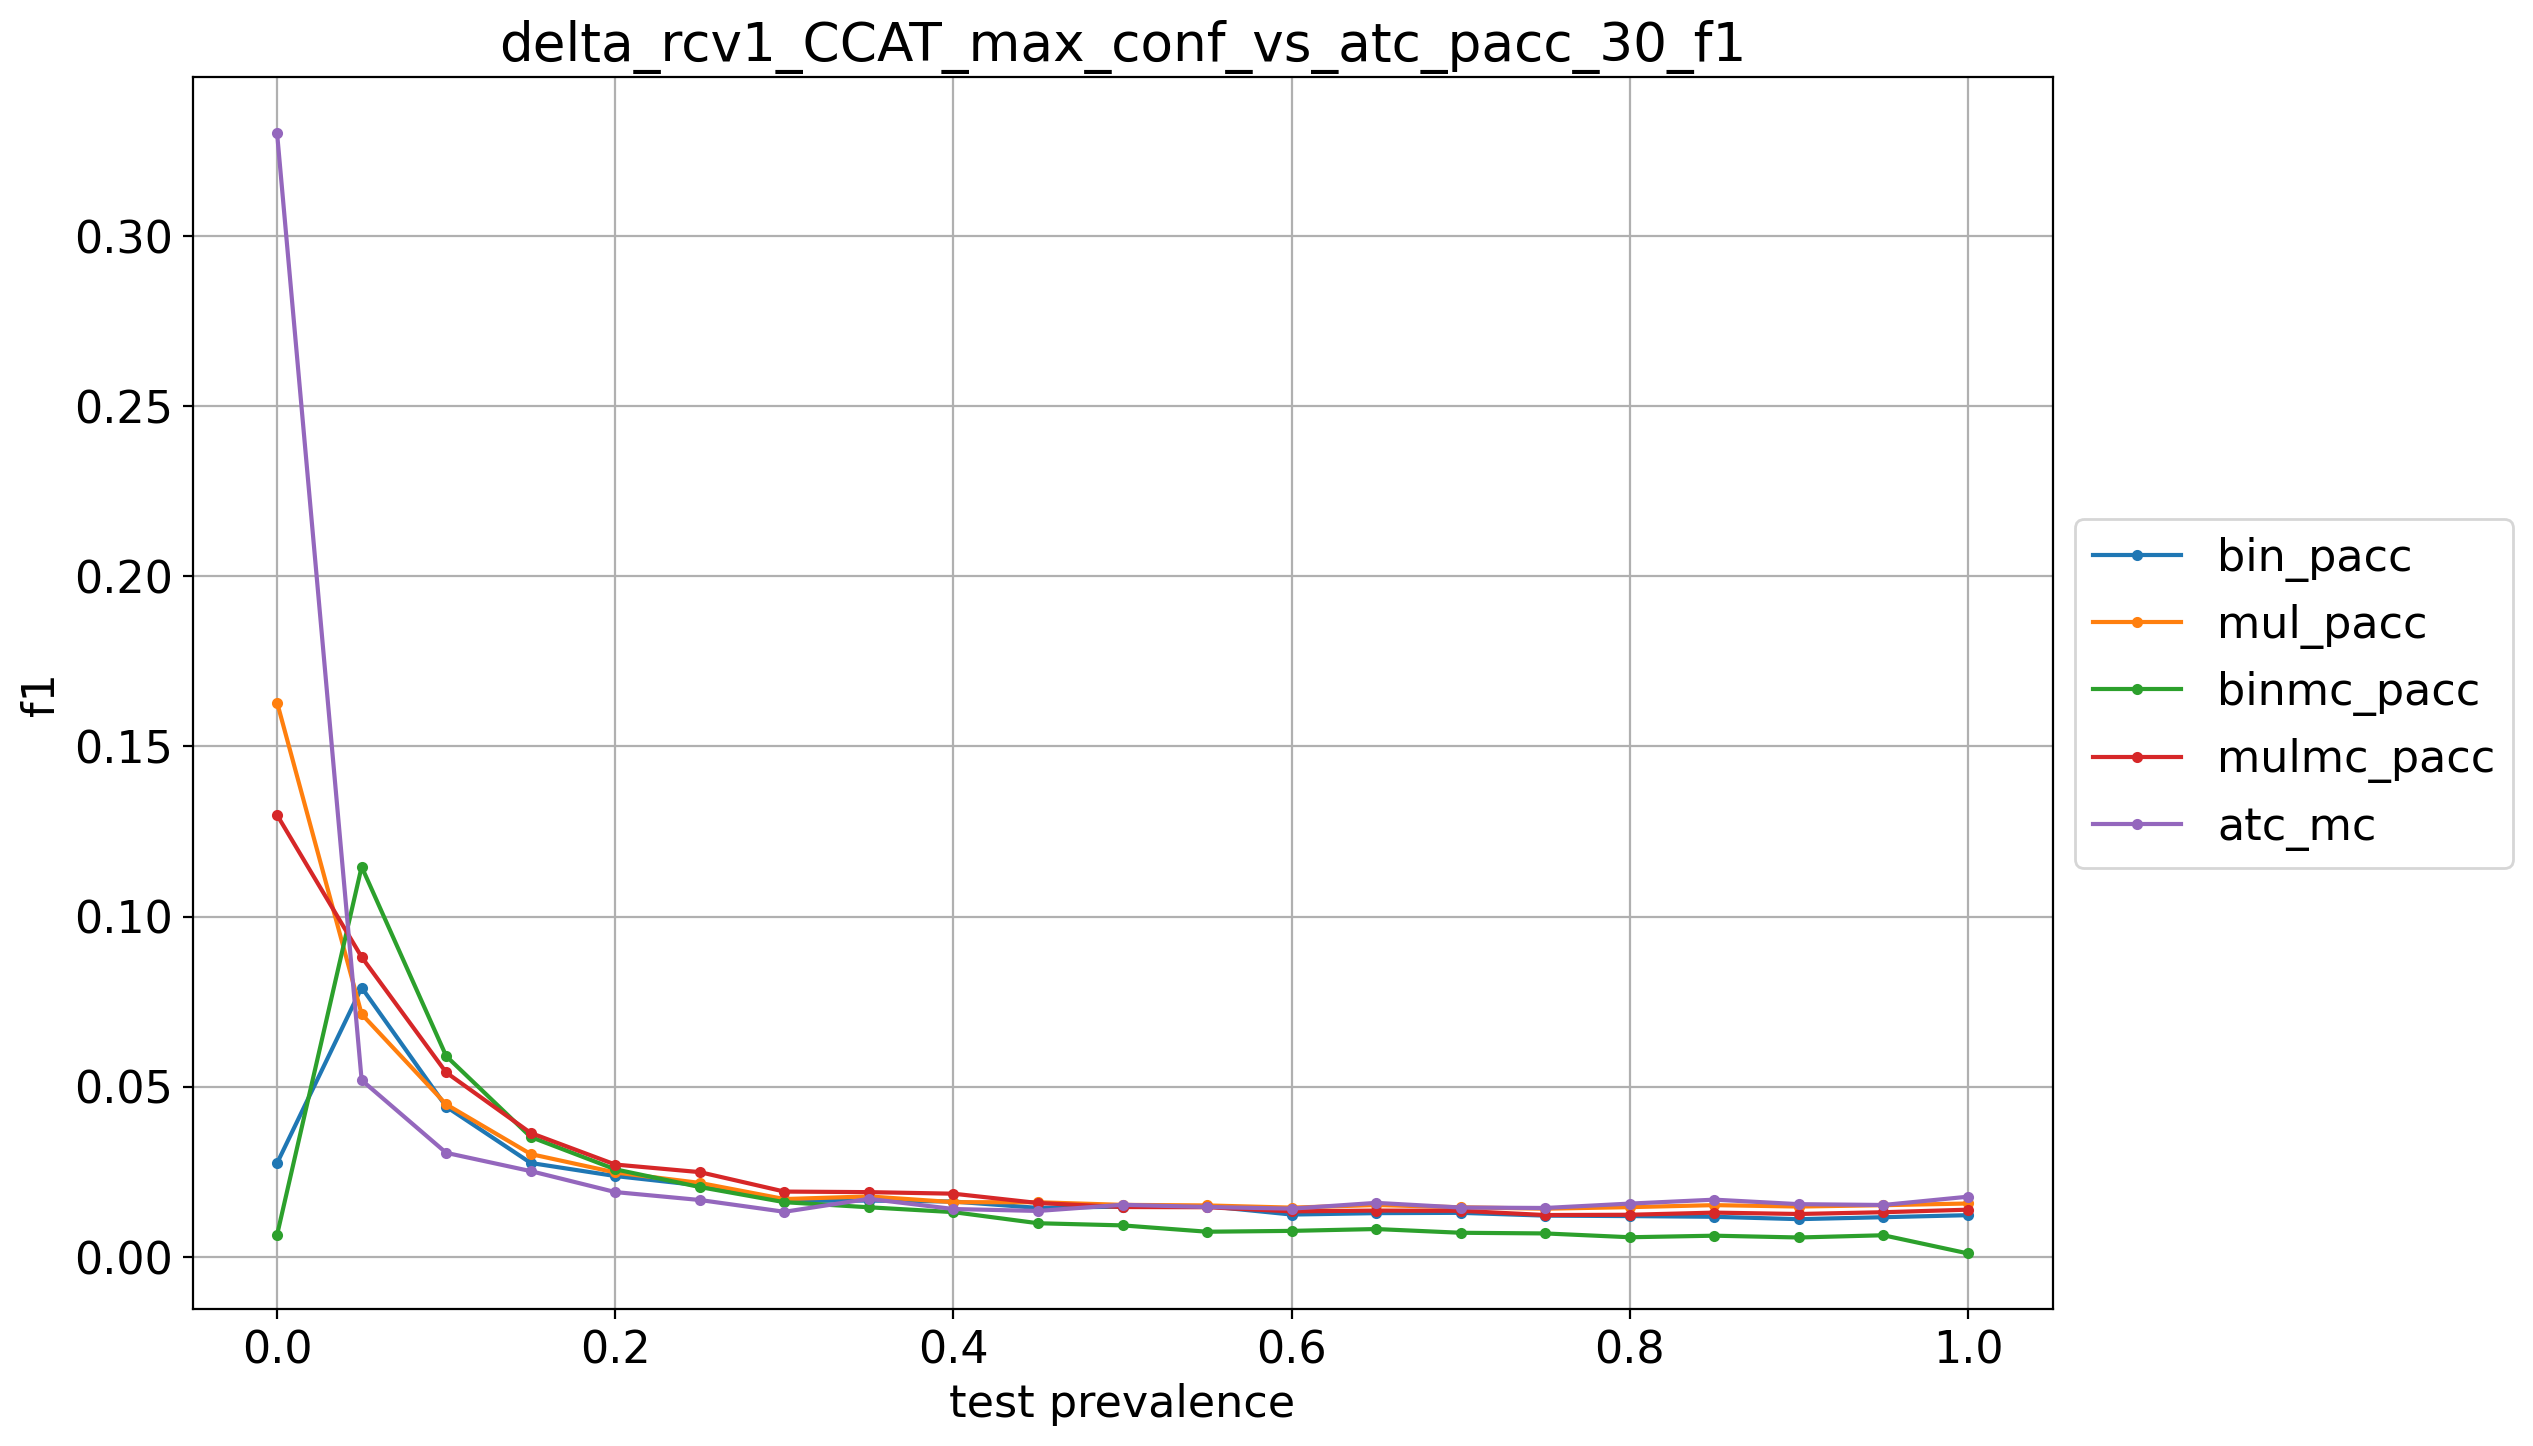 delta_rcv1_CCAT_max_conf_vs_atc_pacc_30_f1
f1
0.30
0.25
0.20
0.15
0.10
0.05
0.00
0.0 0.2 0.4 0.6 0.8 1.0
test prevalence
bin_pacc
mul_pacc
binmc_pacc
mulmc_pacc
atc_mc